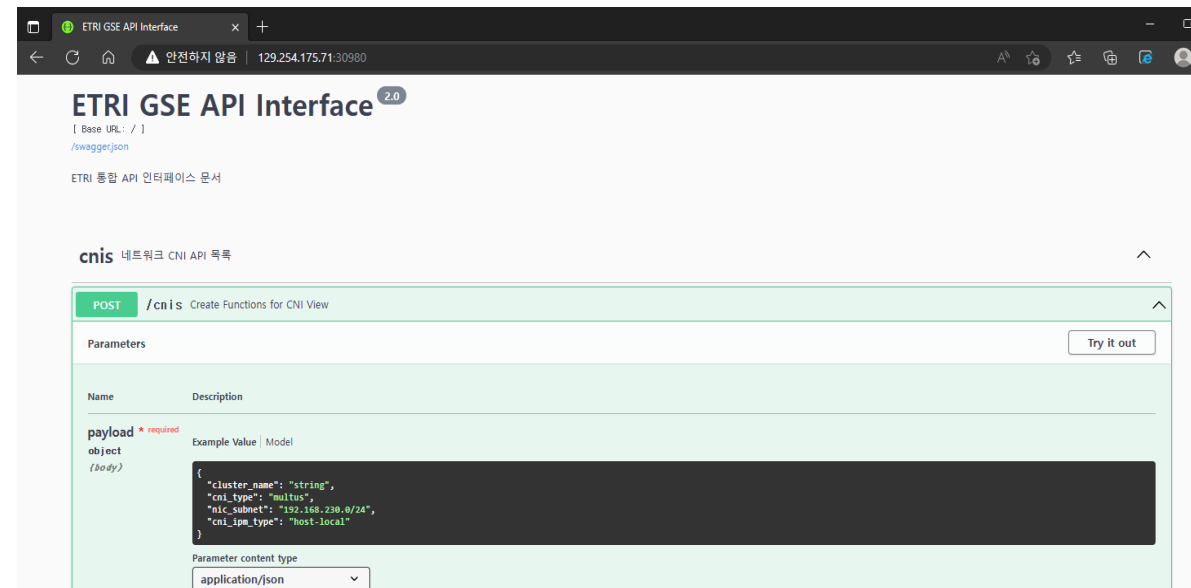 ETRI GSE API Interface
안전하지 않음 129.254.175.71:30980
ETRI GSE API Interface 2.0
[ Base URL: / ]
/swagger.json
ETRI 통합 API 인터페이스 문서
cnis 네트워크 CNI API 목록
POST /cnis Create Functions for CNI View
Parameters Try it out
Name Description
payload * required
object
(body)
Example Value Model
{
"cluster_name": "string",
"cni_type": "multus",
"nic_subnet": "192.168.230.0/24",
"cni_ipm_type": "host-local"
}
Parameter content type
application/json